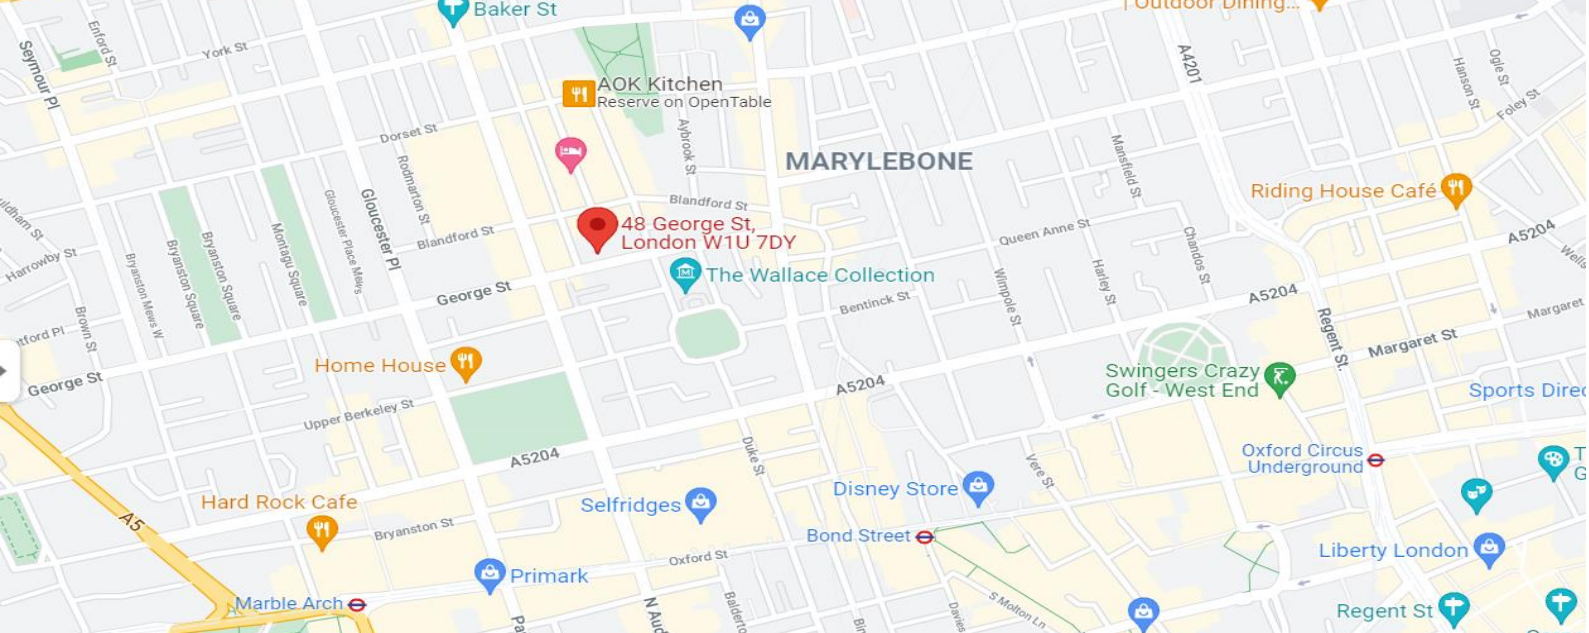 Baker St
Outdoor Dining...
Enford St
York St
Seymour Pl
A4201
Ogle St
Hanson St
Foley St
AOK Kitchen
Reserve on OpenTable
Dorset St
Aybrook St
MARYLEBONE
Mansfield St
Rodmarton St
Riding House Café
Blandford St
Gloucester Pl
Gloucester Place Mews
48 George St,
London W1U 7DY
Blandford St
Queen Anne St
A5204
Chandos St
Harrowby St
Bryanston Square
Bryanston Square
Montagu Square
Bryanston Mews W
The Wallace Collection
Harley St
Wimpole St
George St
Bentinck St
A5204
Regent St.
Margaret
Brown St
Margaret St
Home House
Swingers Crazy
Golf - West End
George St
A5204
Sports Direc
Upper Berkeley St
Duke St
A5204
Oxford Circus
Underground
Vere St
Disney Store
Hard Rock Cafe
Selfridges
A5
Bryanston St
Bond Street
Oxford St
Liberty London
Primark
Marble Arch
S Molton Ln
Regent St
N Aud
Pa
Davies